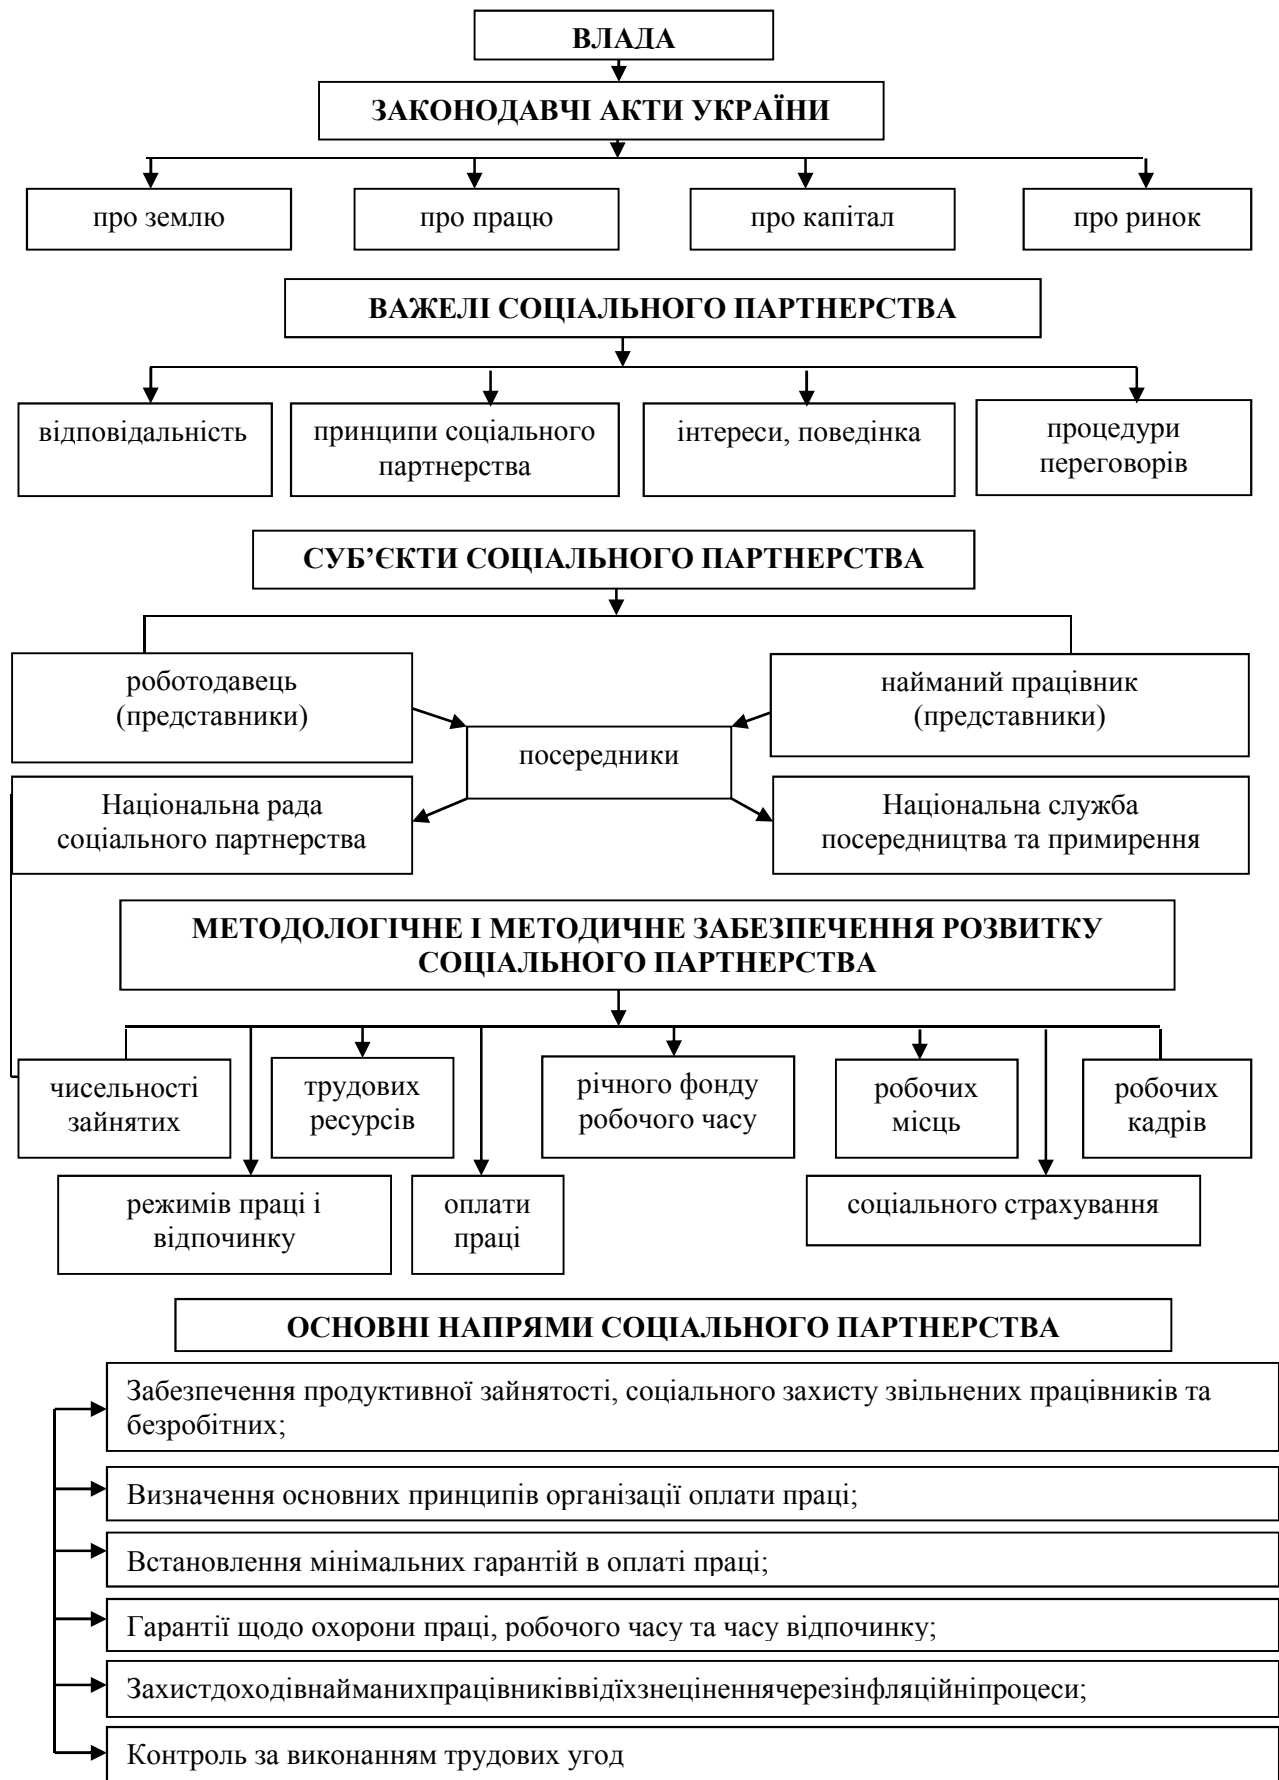 ВЛАДА
ЗАКОНОДАВЧІ АКТИ УКРАЇНИ
про землю
про працю
про капітал
про ринок
ВАЖЕЛІ СОЦІАЛЬНОГО ПАРТНЕРСТВА
відповідальність
принципи соціального
партнерства
інтереси, поведінка
процедури
переговорів
СУБ’ЄКТИ СОЦІАЛЬНОГО ПАРТНЕРСТВА
роботодавець
(представники)
найманий працівник
(представники)
посередники
Національна рада
соціального партнерства
Національна служба
посередництва та примирення
МЕТОДОЛОГІЧНЕ І МЕТОДИЧНЕ ЗАБЕЗПЕЧЕННЯ РОЗВИТКУ
СОЦІАЛЬНОГО ПАРТНЕРСТВА
чисельності
зайнятих
трудових
ресурсів
річного фонду
робочого часу
робочих
місць
робочих
кадрів
режимів праці і
відпочинку
оплати
праці
соціального страхування
ОСНОВНІ НАПРЯМИ СОЦІАЛЬНОГО ПАРТНЕРСТВА
Забезпечення продуктивної зайнятості, соціального захисту звільнених працівників та
безробітних;
Визначення основних принципів організації оплати праці;
Встановлення мінімальних гарантій в оплаті праці;
Гарантії щодо охорони праці, робочого часу та часу відпочинку;
Захистдоходівнайманихпрацівниківвідїхзнеціненнячерезінфляційніпроцеси;
Контроль за виконанням трудових угод